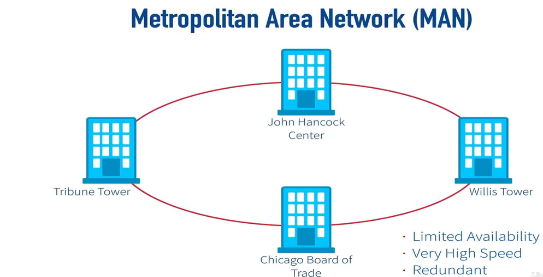 Metropolitan Area Network (MAN)
John Hancock
Center
Tribune Tower
Willis Tower
Chicago Board of
Trade
· Limited Availability
· Very High Speed
· Redundant